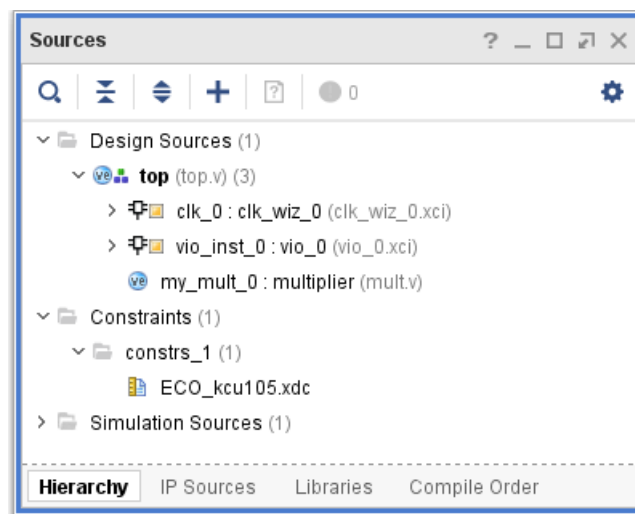 Sources
0
Design Sources (1)
top (top.v) (3)
clk_0 : clk_wiz_0 (clk_wiz_0.xci)
vio_inst_0 : vio_0 (vio_0.xci)
my_mult_0 : multiplier (mult.v)
Constraints (1)
constrs_1 (1)
ECO_kcu105.xdc
Simulation Sources (1)
Hierarchy IP Sources Libraries Compile Order